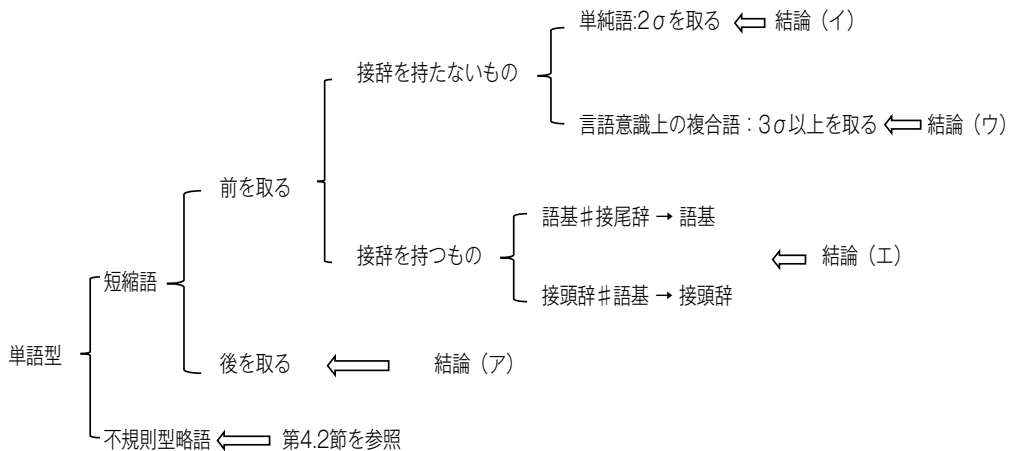 単純語:2σを取る ⇐ 結論（イ）
接辞を持たないもの
言語意識上の複合語：3σ以上を取る ⇐ 結論（ウ）
前を取る
語基♯接尾辞 → 語基
接辞を持つもの
⇐ 結論（エ）
短縮語
接頭辞♯語基 → 接頭辞
単語型
後を取る ⇐ 結論（ア）
不規則型略語 ⇐ 第4.2節を参照